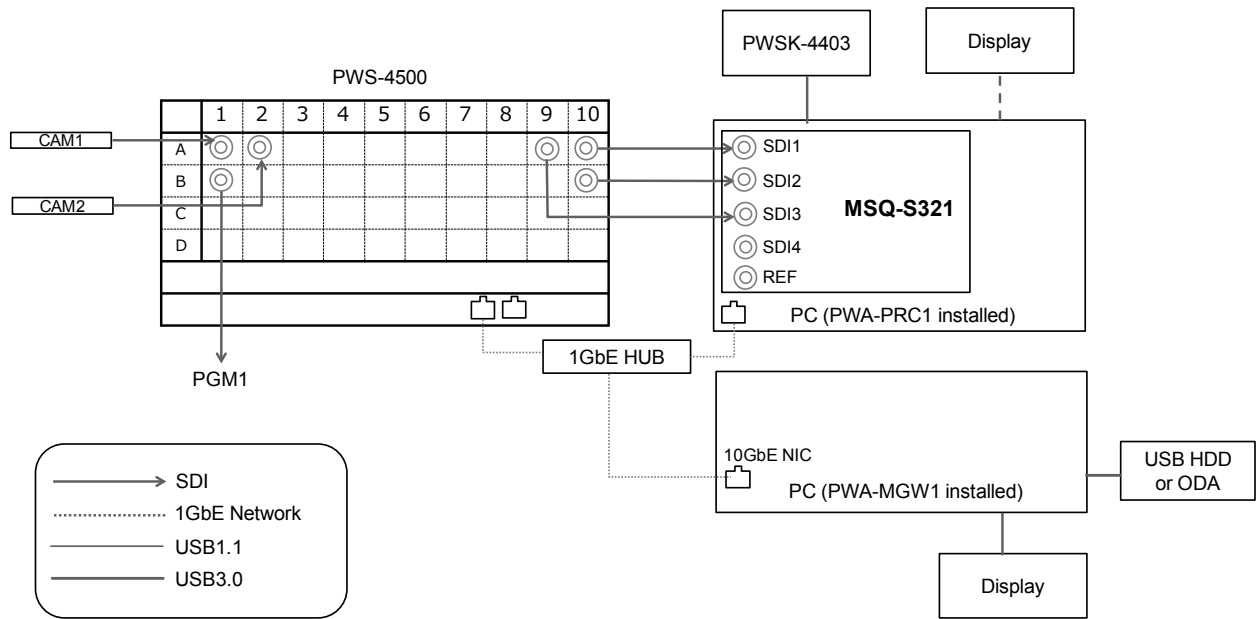 PWSK-4403
Display
PWS-4500
1 2 3 4 5 6 7 8 9 10
CAM1
A
B
CAM2
C
D
SDI1
SDI2
SDI3
MSQ-S321
SDI4
REF
PC (PWA-PRC1 installed)
1GbE HUB
PGM1
10GbE NIC
PC (PWA-MGW1 installed)
USB HDD
or ODA
Display
SDI
1GbE Network
USB1.1
USB3.0